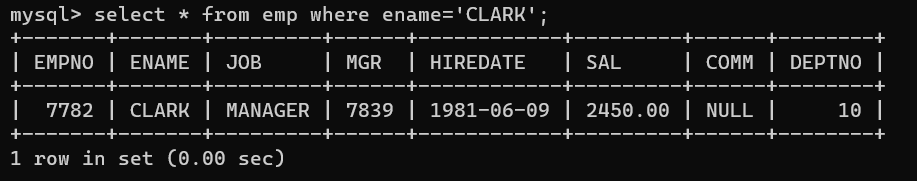 mysql> select * from emp where ename='CLARK';
+-------+-------+---------+------+------------+---------+------+--------+
| EMPNO | ENAME | JOB     | MGR  | HIREDATE   | SAL     | COMM | DEPTNO |
+-------+-------+---------+------+------------+---------+------+--------+
|  7782 | CLARK | MANAGER | 7839 | 1981-06-09 | 2450.00 | NULL |     10 |
+-------+-------+---------+------+------------+---------+------+--------+
1 row in set (0.00 sec)